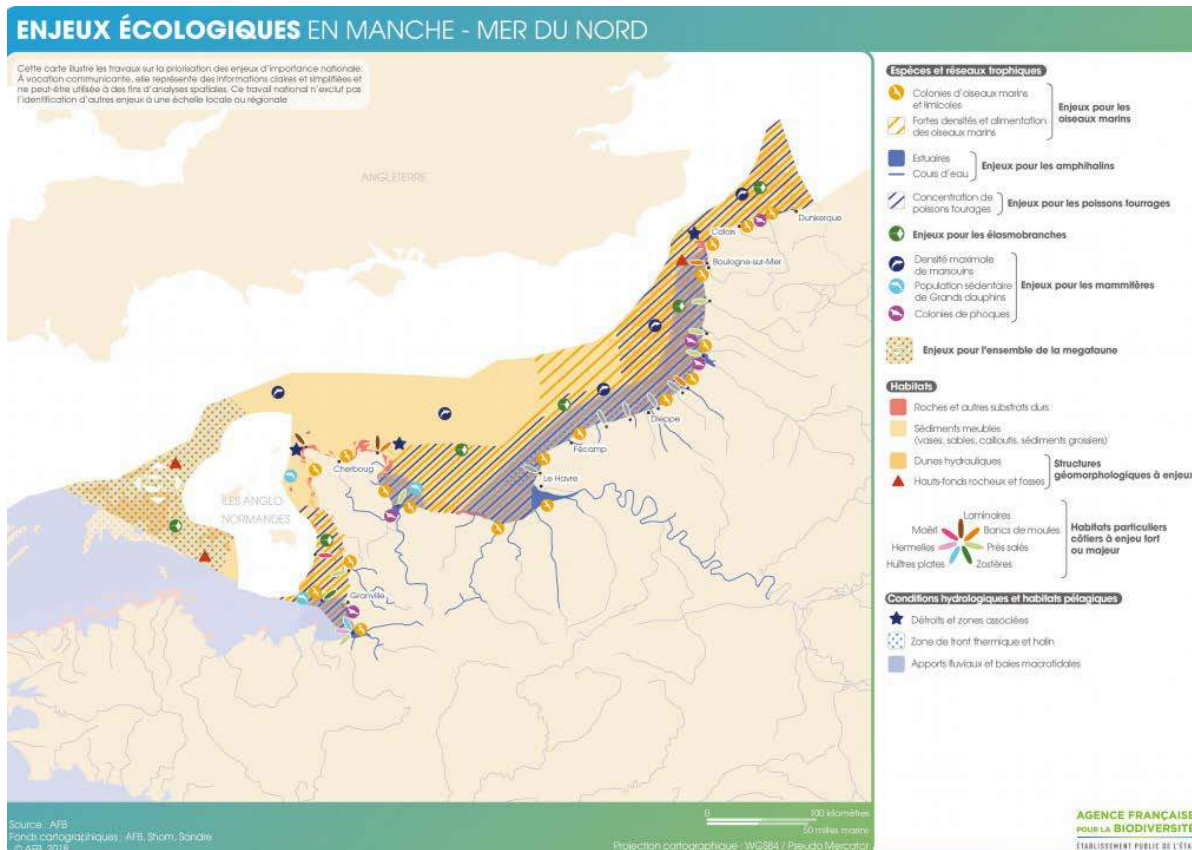 ENJEUX ÉCOLOGIQUES EN MANCHE - MER DU NORD
Cette carte illustre les travaux sur la priorisation des enjeux d'importance nationale.
À vocation communicante, elle représente des informations claires et simplifiées et
ne peut-être utilisée à des fins d'analyses spatiales. Ce travail national n'exclut pas
l'identification d'autres enjeux à une échelle locale ou régionale
ANGLETERRE
Dunkerque
Calais
Boulogne-sur-Mer
Dieppe
Fécamp
Le Havre
Cherboug
ÎLES ANGLO-
NORMANDES
Granville
Espèces et réseaux trophiques
Colonies d'oiseaux marins
et limicoles
Fortes densités et alimentation
des oiseaux marins
Enjeux pour les
oiseaux marins
Estuaires
Cours d'eau
Enjeux pour les amphihalins
Concentration de
poissons fourages
Enjeux pour les poissons fourrages
Enjeux pour les élasmobranches
Densité maximale
de marsouins
Population sédentaire
de Grands dauphins
Colonies de phoques
Enjeux pour les mammifères
Enjeux pour l'ensemble de la megafaune
Habitats
Roches et autres substrats durs
Sédiments meubles
(vases, sables, cailloutis, sédiments grossiers)
Dunes hydrauliques
Hauts-fonds rocheux et fosses
Structures
géomorphologiques à enjeux
Laminaires
Maërl
Bancs de moules
Hermelles
Prés salés
Huîtres plates
Zostères
Habitats particuliers
côtiers à enjeu fort
ou majeur
Conditions hydrologiques et habitats pélagiques
Détroits et zones associées
Zone de front thermique et halin
Apports fluviaux et baies macrotidales
0 100 kilomètres
50 milles marins
Projection cartographique : WGS84 / Pseudo Mercator
Source : AFB
Fonds cartographiques : AFB, Shom, Sandre
© AFB, 2018
AGENCE FRANÇAISE
POUR LA BIODIVERSITÉ
ÉTABLISSEMENT PUBLIC DE L'ÉTA